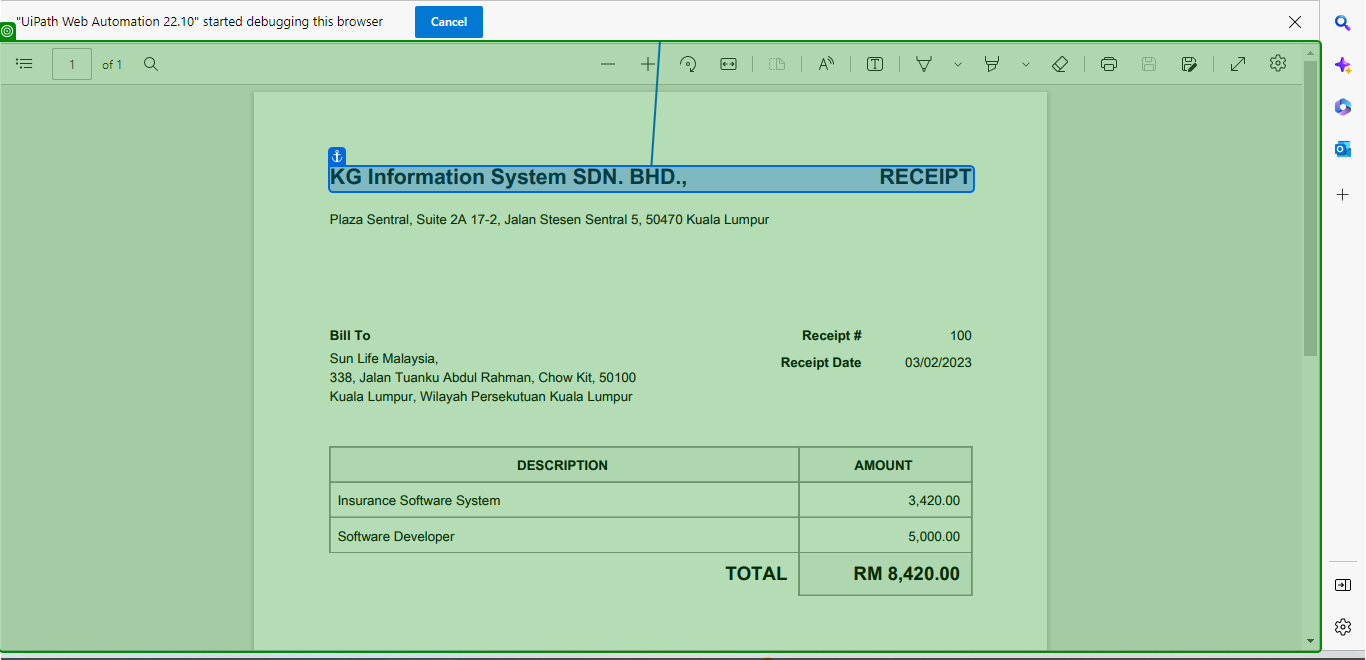 "UiPath Web Automation 22.10" started debugging this browser Cancel
1 of 1
KG Information System SDN. BHD., RECEIPT
Plaza Sentral, Suite 2A 17-2, Jalan Stesen Sentral 5, 50470 Kuala Lumpur
Bill To Receipt # 100
Sun Life Malaysia, Receipt Date 03/02/2023
338, Jalan Tuanku Abdul Rahman, Chow Kit, 50100
Kuala Lumpur, Wilayah Persekutuan Kuala Lumpur
DESCRIPTION AMOUNT
Insurance Software System 3,420.00
Software Developer 5,000.00
TOTAL RM 8,420.00